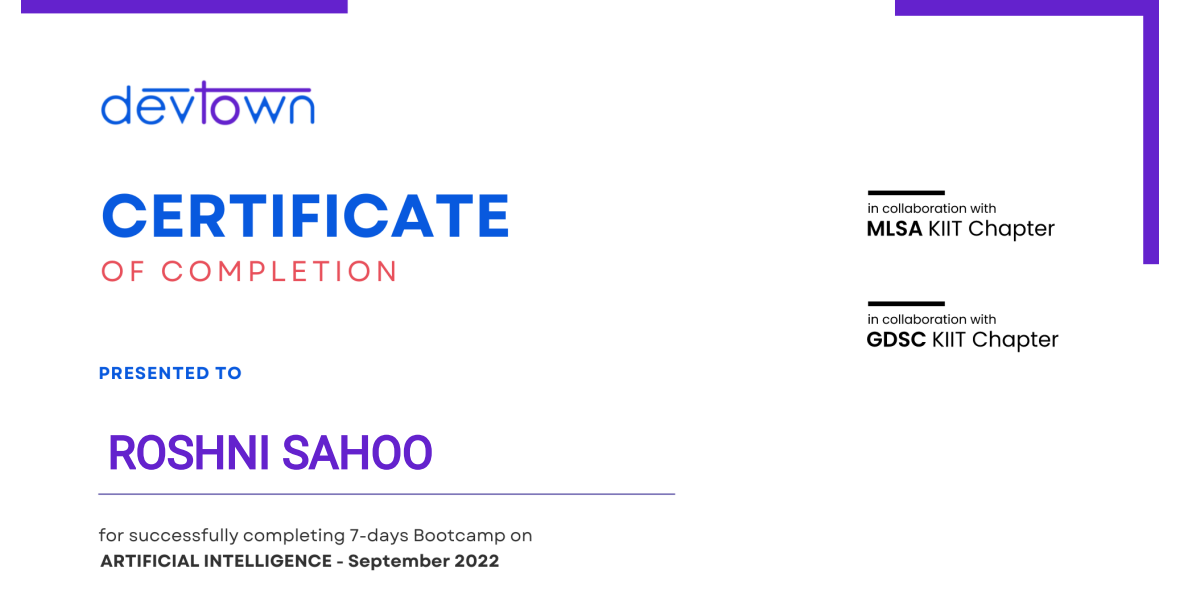 devtown
CERTIFICATE
OF COMPLETION
in collaboration with
MLSA KIIT Chapter
in collaboration with
GDSC KIIT Chapter
PRESENTED TO
ROSHNI SAHOO
for successfully completing 7-days Bootcamp on
ARTIFICIAL INTELLIGENCE - September 2022